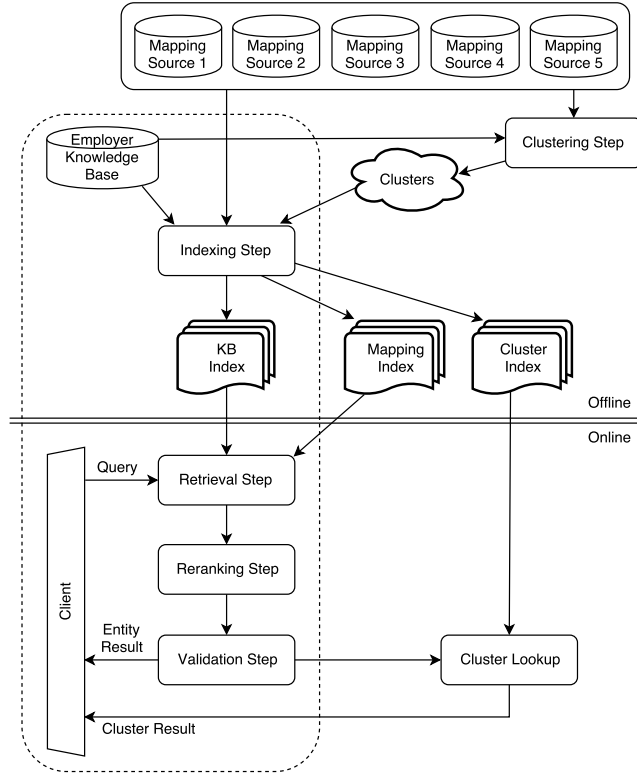 Mapping
Source 1
Mapping
Source 2
Mapping
Source 3
Mapping
Source 4
Mapping
Source 5
Employer
Knowledge
Base
Clustering Step
Clusters
Indexing Step
KB
Index
Mapping
Index
Cluster
Index
Offline
Online
Query
Retrieval Step
Client
Reranking Step
Entity
Result
Validation Step
Cluster Lookup
Cluster Result